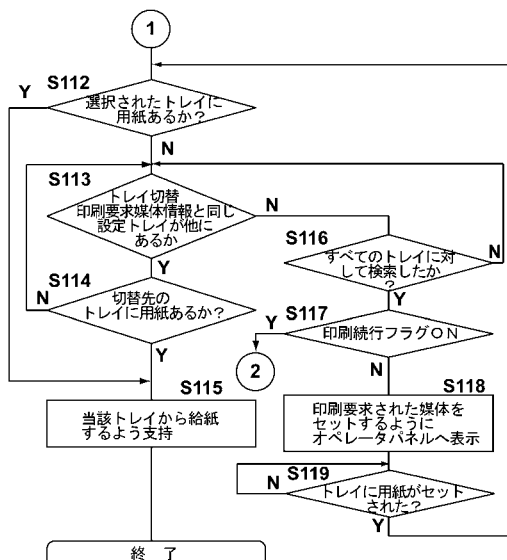 1
S112
Y
選択されたトレイに
用紙あるか？
N
S113
トレイ切替
印刷要求媒体情報と同じ
設定トレイが他に
あるか
N
Y
S114
N
切替先の
トレイに用紙あるか？
Y
S115
当該トレイから給紙
するよう支持
終 了
S116
すべてのトレイに対
して検索したか
？
N
Y
S117
Y
印刷続行フラグＯＮ
2
N
S118
印刷要求された媒体を
セットするように
オペレータパネルへ表示
S119
N
トレイに用紙がセット
された？
Y